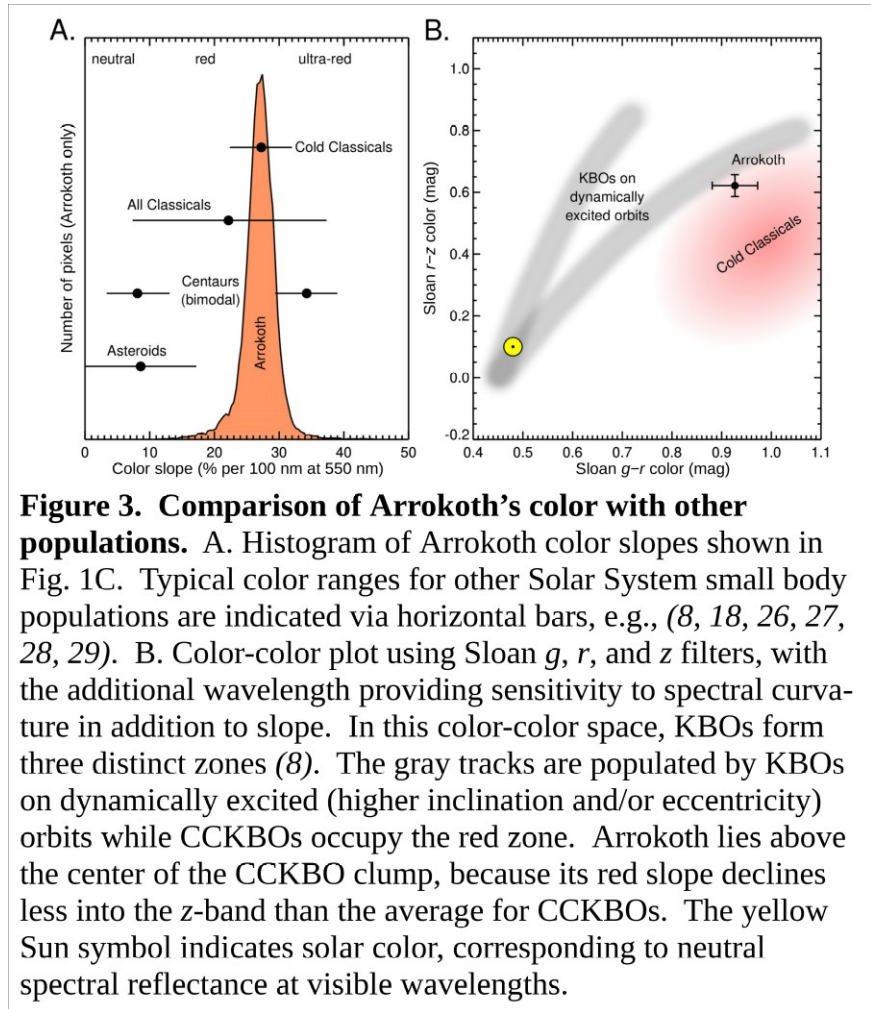 A.
neutral red ultra-red
Number of pixels (Arrokoth only)
Cold Classicals
All Classicals
Centaurs
(bimodal)
Arrokoth
Asteroids
0 10 20 30 40 50
Color slope (% per 100 nm at 550 nm)
B.
Sloan r−z color (mag)
1.0
0.8
0.6
0.4
0.2
0.0
-0.2
Arrokoth
KBOs on
dynamically
excited orbits
Cold Classicals
0.4 0.5 0.6 0.7 0.8 0.9 1.0 1.1
Sloan g−r color (mag)
Figure 3. Comparison of Arrokoth’s color with other
populations. A. Histogram of Arrokoth color slopes shown in
Fig. 1C. Typical color ranges for other Solar System small body
populations are indicated via horizontal bars, e.g., (8, 18, 26, 27,
28, 29). B. Color-color plot using Sloan g, r, and z filters, with
the additional wavelength providing sensitivity to spectral curva-
ture in addition to slope. In this color-color space, KBOs form
three distinct zones (8). The gray tracks are populated by KBOs
on dynamically excited (higher inclination and/or eccentricity)
orbits while CCKBOs occupy the red zone. Arrokoth lies above
the center of the CCKBO clump, because its red slope declines
less into the z-band than the average for CCKBOs. The yellow
Sun symbol indicates solar color, corresponding to neutral
spectral reflectance at visible wavelengths.